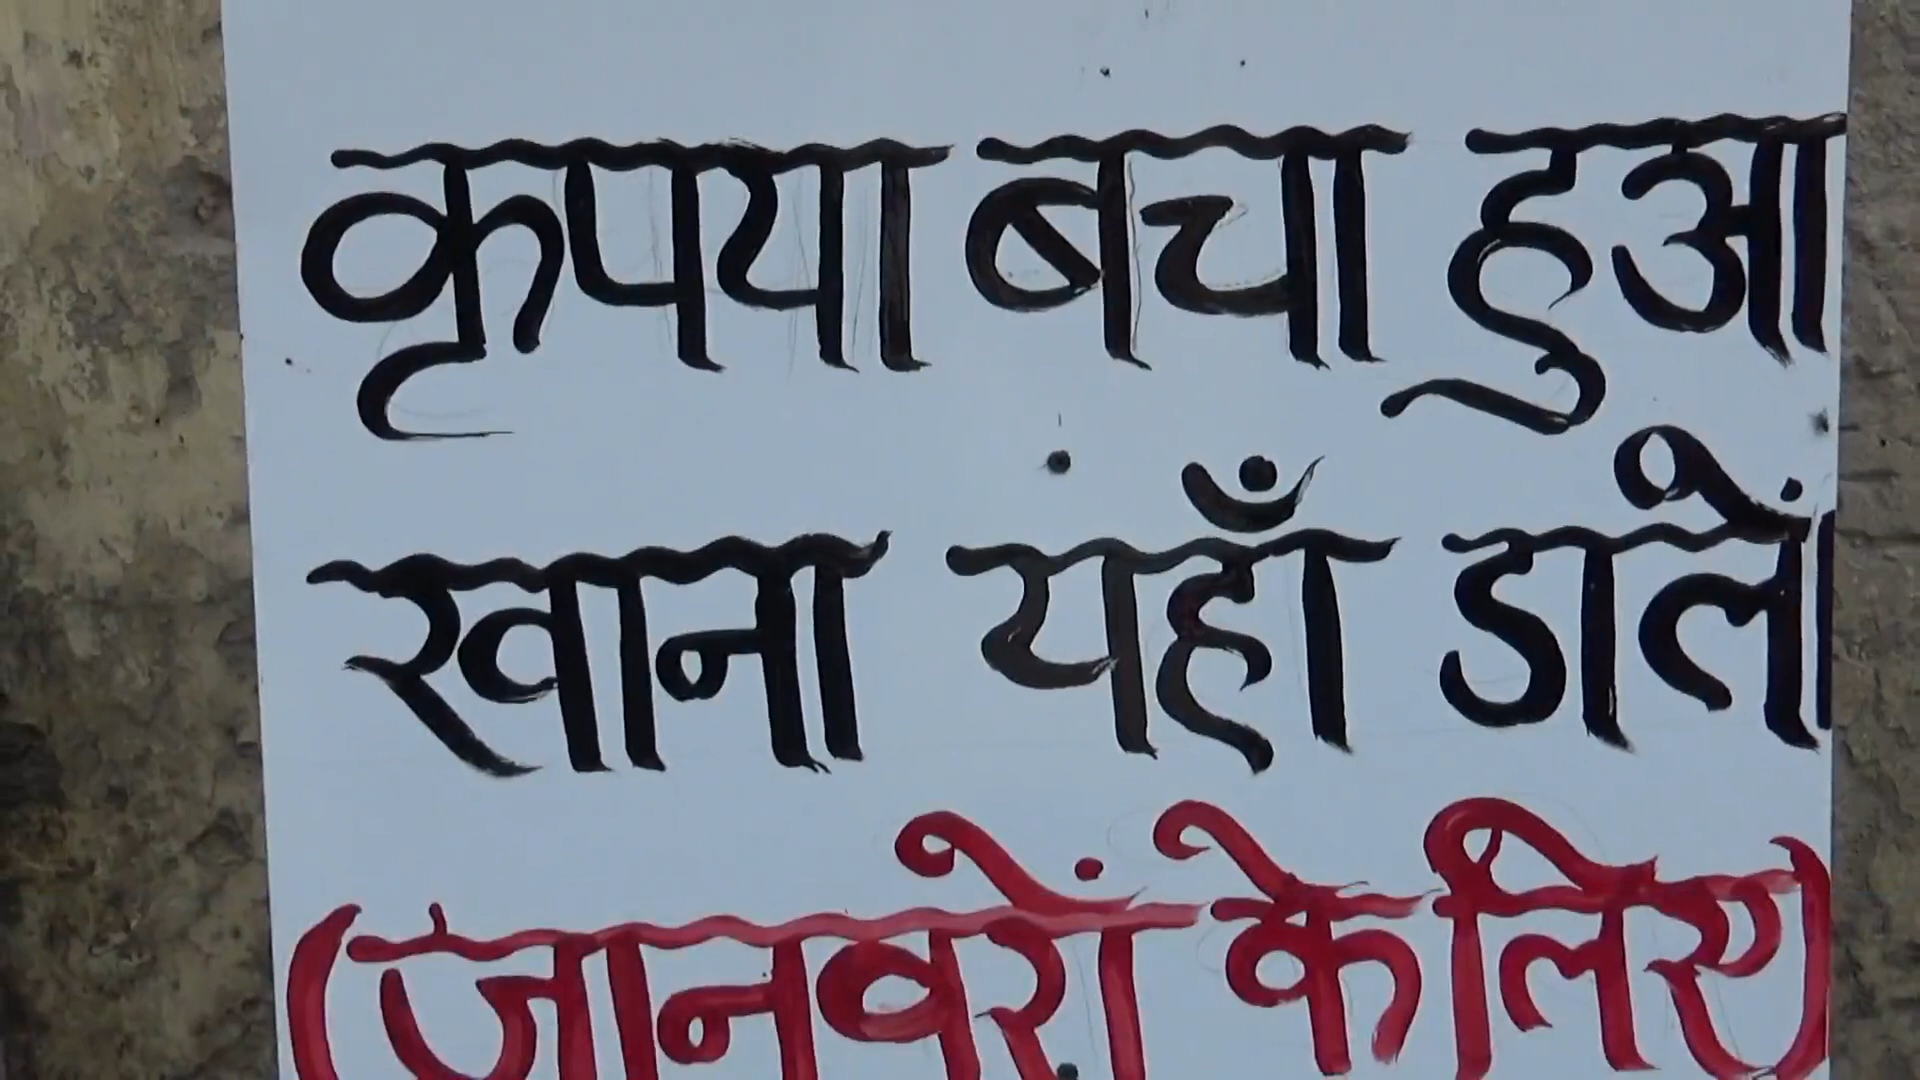 कृपया बचा हुआ
खाना यहाँ डालें।
(जानवरों के लिए)